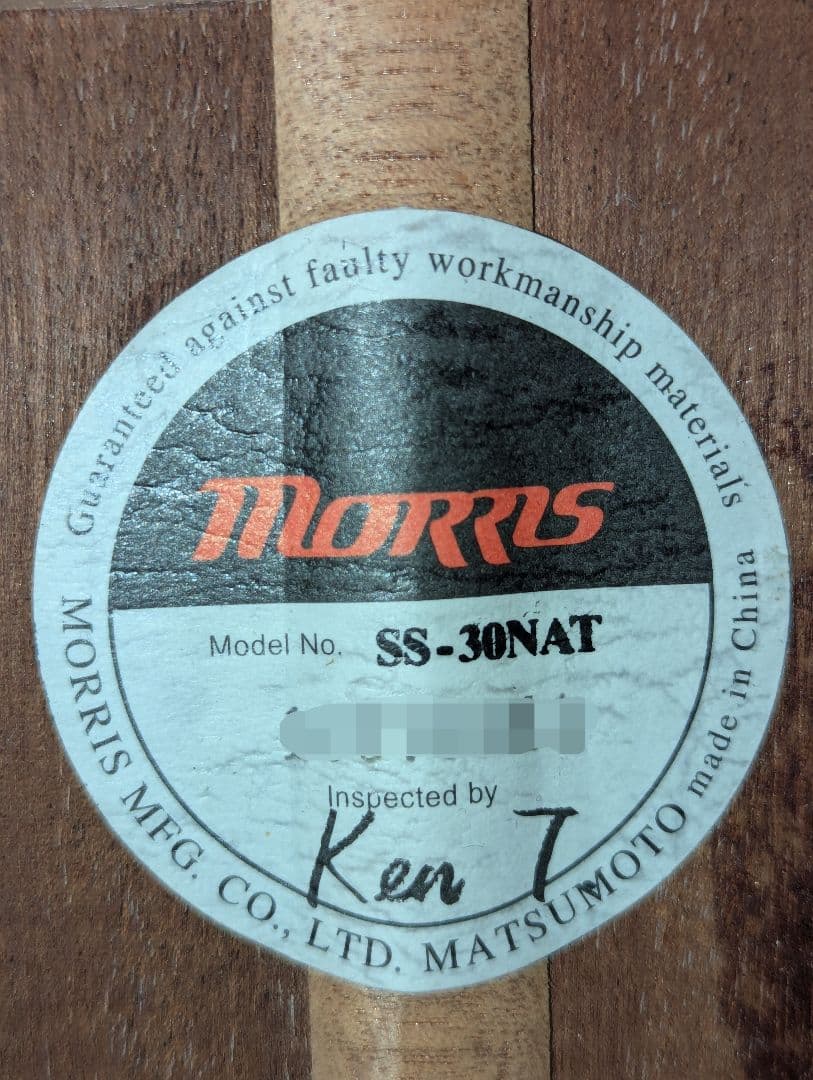 Guaranteed against faulty workmanship materials
MORRIS
Model No. SS-30NAT
Inspected by
Ken T
MORRIS MFG. CO., LTD. MATSUMOTO made in China